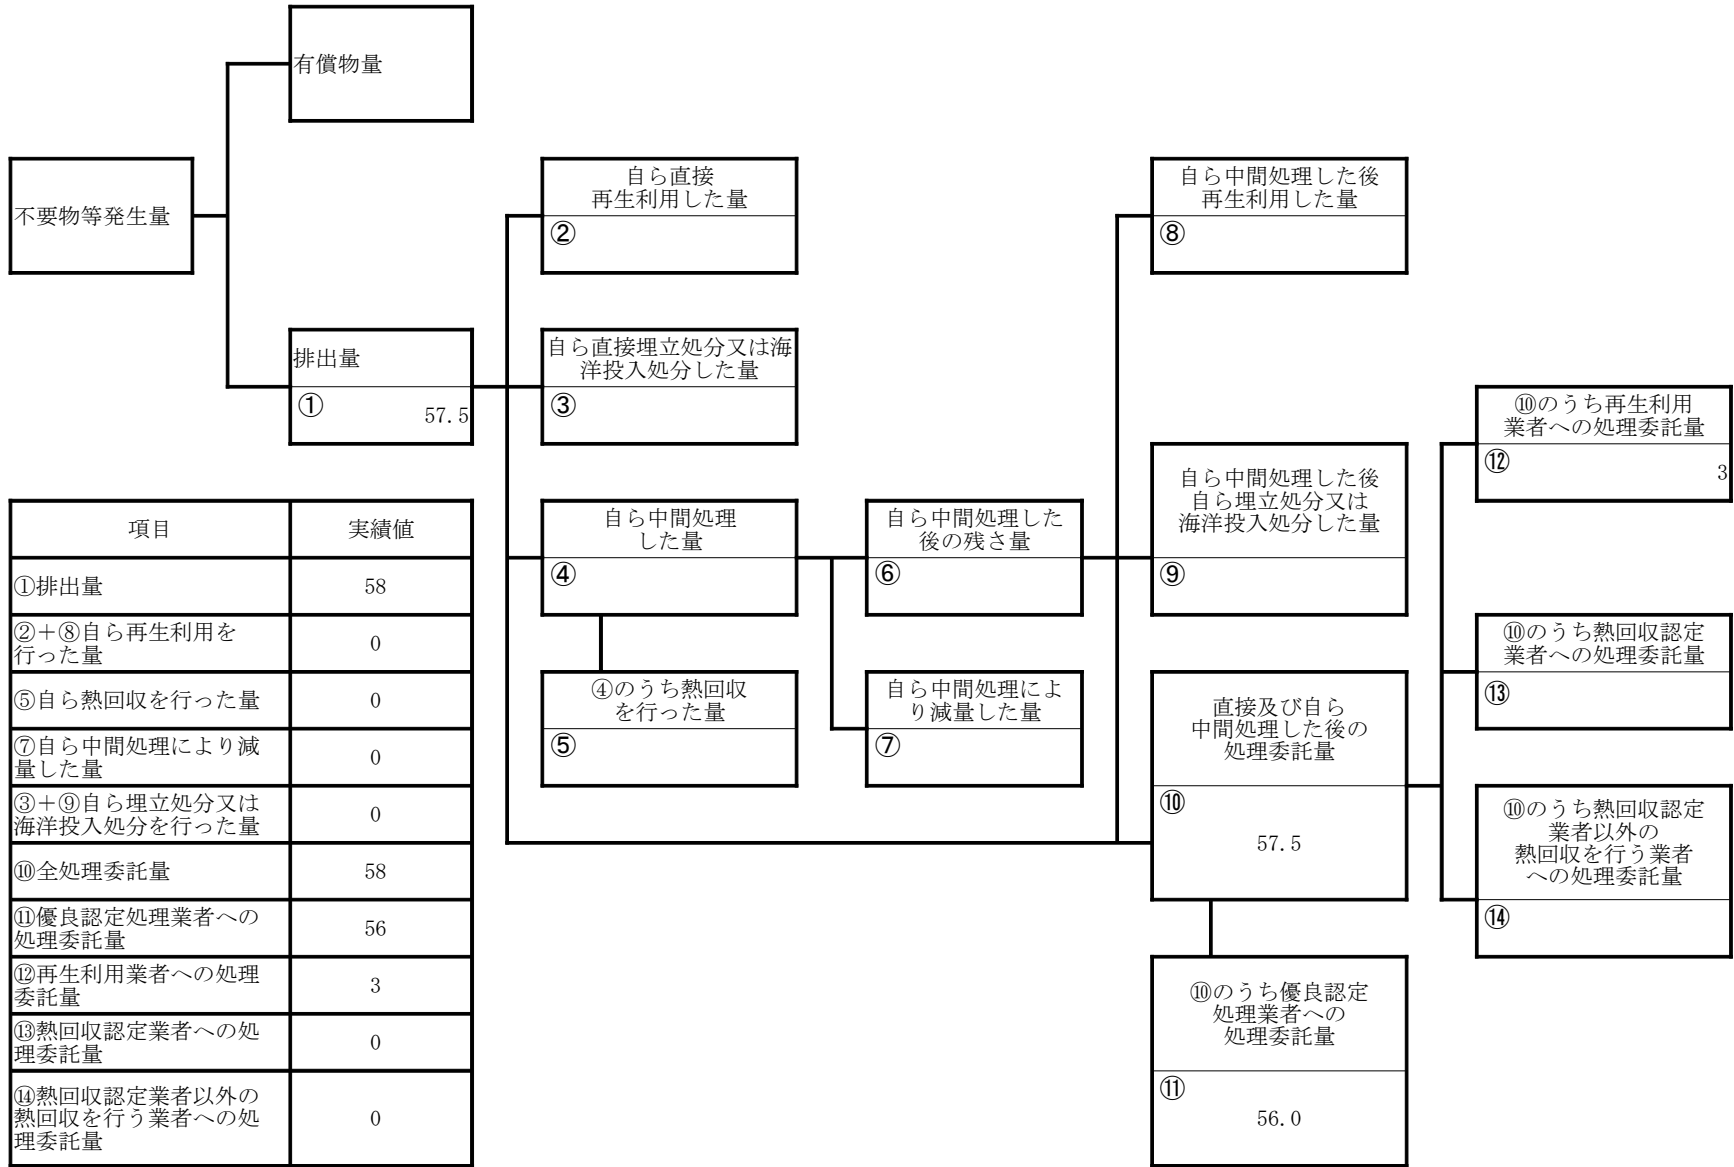 有償物量
不要物等発生量
自ら直接
再生利用した量
②
自ら中間処理した後
再生利用した量
⑧
排出量
①
57.5
自ら直接埋立処分又は海
洋投入処分した量
③
⑩のうち再生利用
業者への処理委託量
⑫
3
自ら中間処理
した量
④
自ら中間処理した
後の残さ量
⑥
自ら中間処理した後
自ら埋立処分又は
海洋投入処分した量
⑨
⑩のうち熱回収認定
業者への処理委託量
⑬
④のうち熱回収
を行った量
⑤
自ら中間処理によ
り減量した量
⑦
直接及び自ら
中間処理した後の
処理委託量
⑩
57.5
⑩のうち熱回収認定
業者以外の
熱回収を行う業者
への処理委託量
⑭
⑩のうち優良認定
処理業者への
処理委託量
⑪
56.0
項目 実績値
①排出量 58
②+⑧自ら再生利用を
行った量 0
⑤自ら熱回収を行った量 0
⑦自ら中間処理により減
量した量 0
③+⑨自ら埋立処分又は
海洋投入処分を行った量 0
⑩全処理委託量 58
⑪優良認定処理業者への
処理委託量 56
⑫再生利用業者への処理
委託量 3
⑬熱回収認定業者への処
理委託量 0
⑭熱回収認定業者以外の
熱回収を行う業者への処
理委託量 0